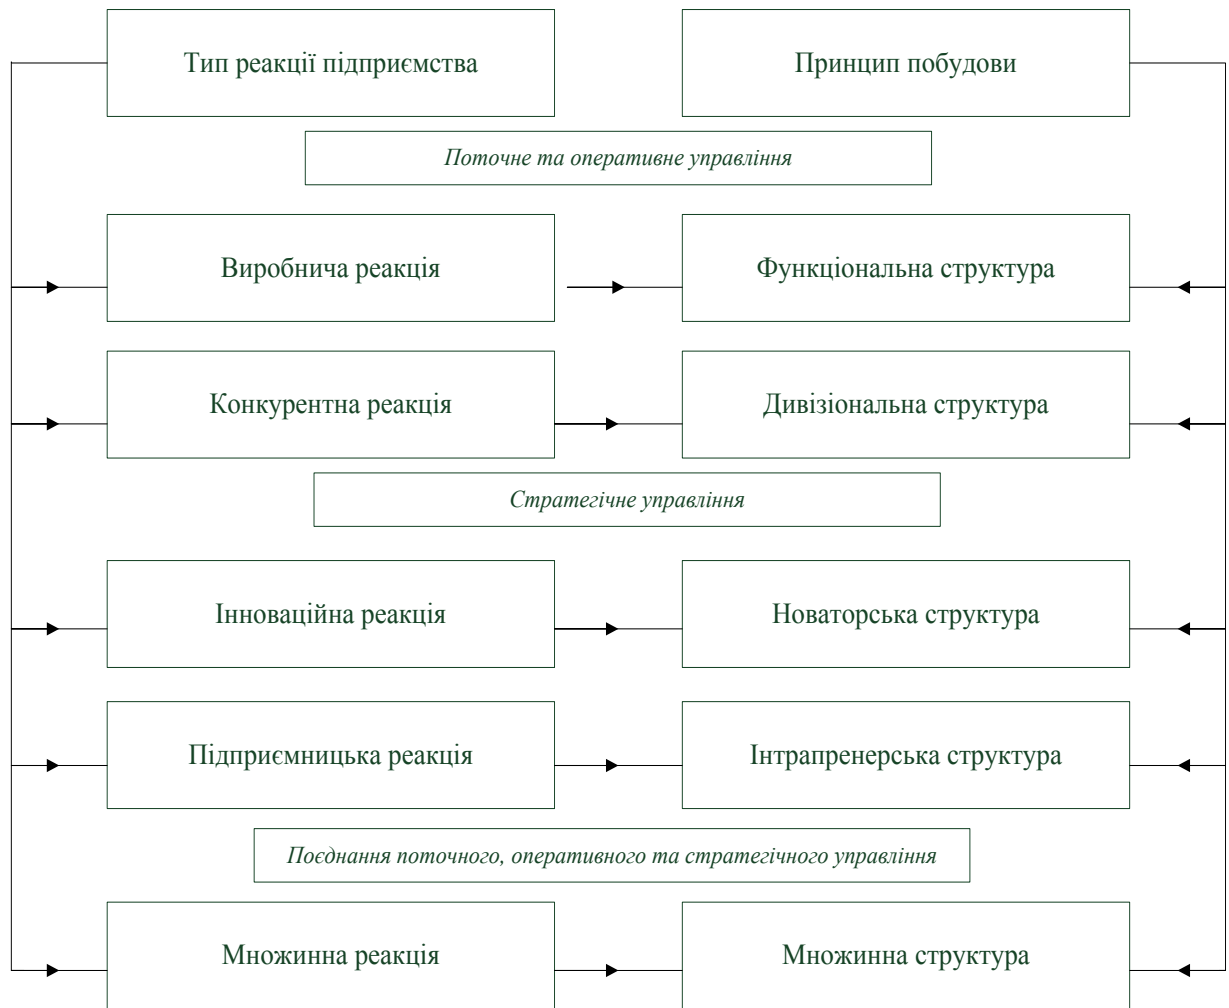 Тип реакції підприємства
Принцип побудови
Поточне та оперативне управління
Виробнича реакція
Функціональна структура
Конкурентна реакція
Дивізіональна структура
Стратегічне управління
Інноваційна реакція
Новаторська структура
Підприємницька реакція
Інтрапренерська структура
Поєднання поточного, оперативного та стратегічного управління
Множинна реакція
Множинна структура